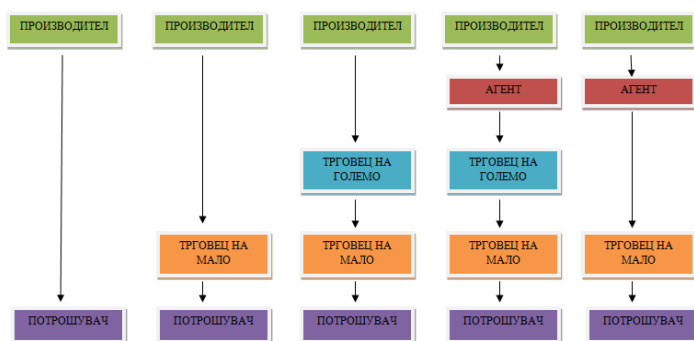 ПРОИЗВОДИТЕЛ
ПРОИЗВОДИТЕЛ
ПРОИЗВОДИТЕЛ
ПРОИЗВОДИТЕЛ
ПРОИЗВОДИТЕЛ
АГЕНТ
АГЕНТ
ТРГОВЕЦ НА
ГОЛЕМО
ТРГОВЕЦ НА
ГОЛЕМО
ТРГОВЕЦ НА
МАЛО
ТРГОВЕЦ НА
МАЛО
ТРГОВЕЦ НА
МАЛО
ТРГОВЕЦ НА
МАЛО
ПОТРОШУВАЧ
ПОТРОШУВАЧ
ПОТРОШУВАЧ
ПОТРОШУВАЧ
ПОТРОШУВАЧ